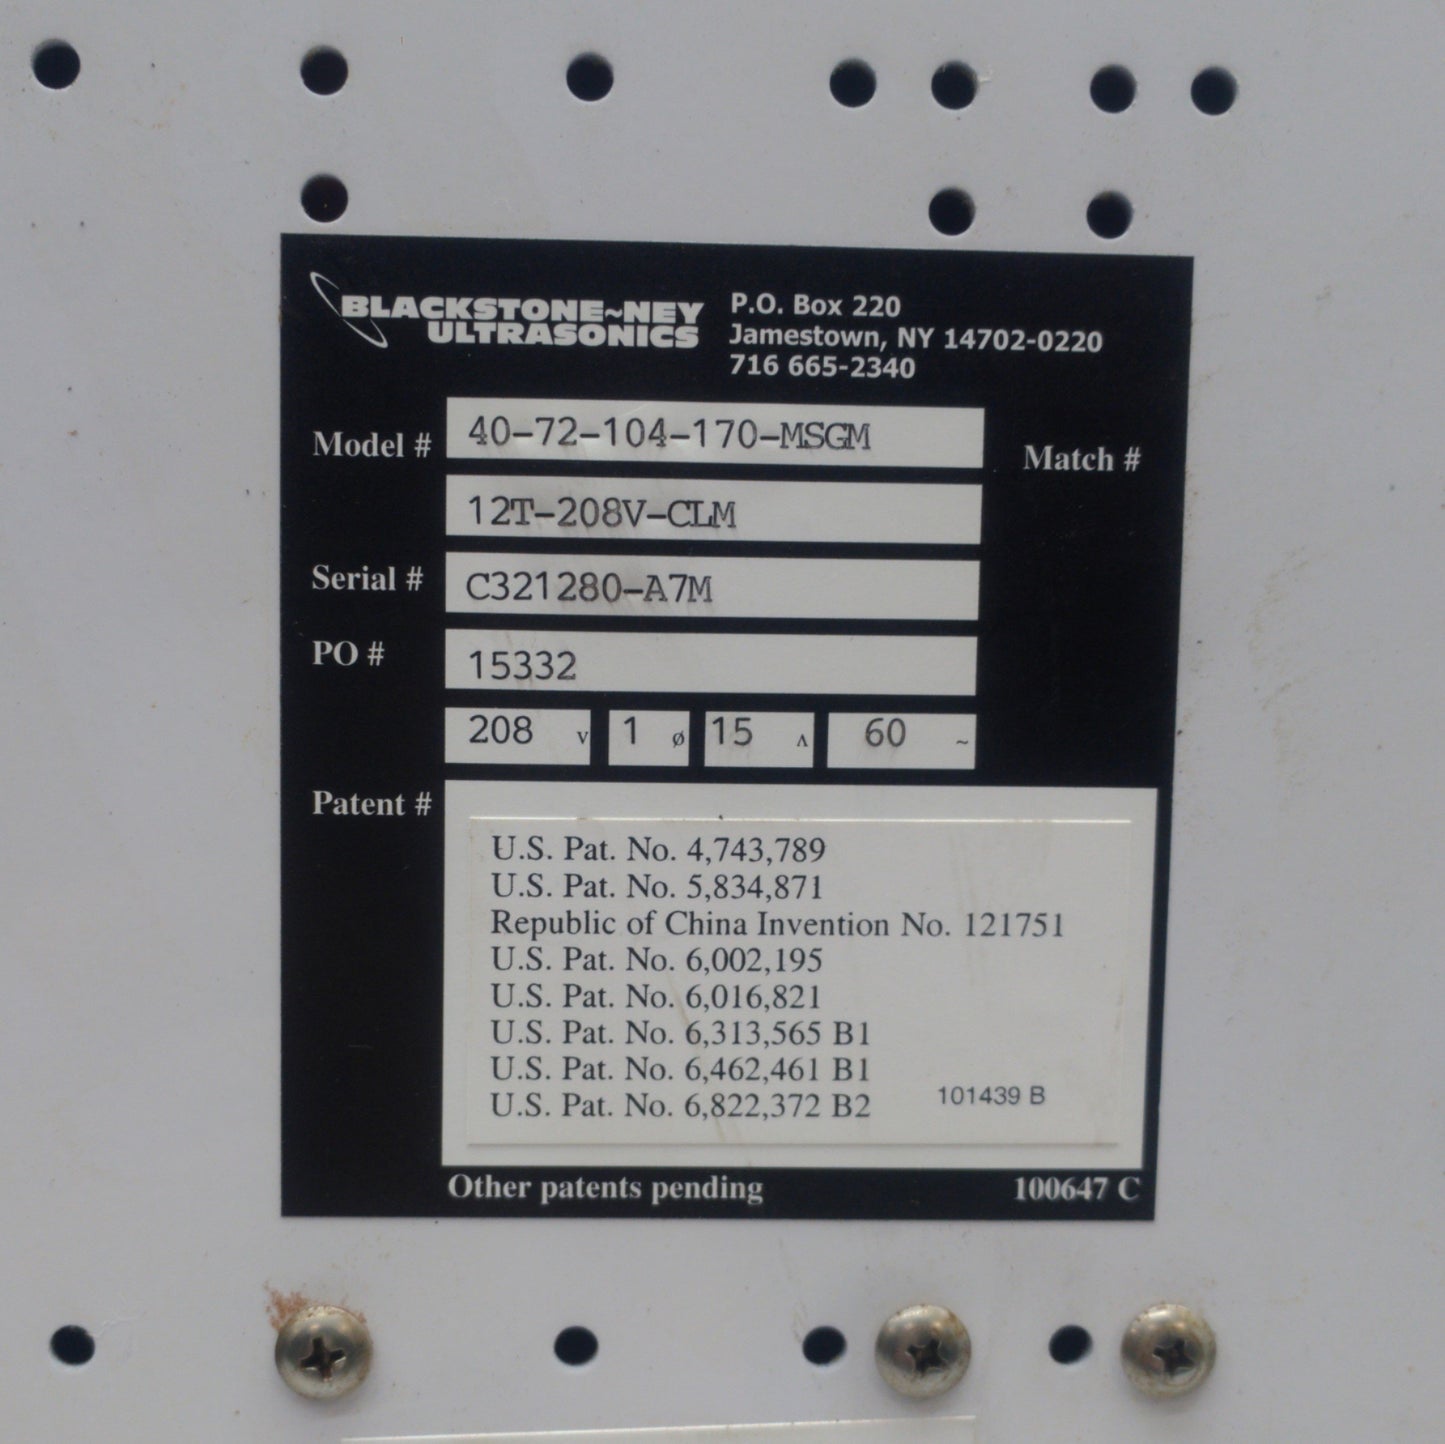 BLACKSTONE~NEY
ULTRASONICS
P.O. Box 220
Jamestown, NY 14702-0220
716 665-2340
Model # 40-72-104-170-MSGM
Match #
12T-208V-CLM
Serial # C321280-A7M
PO # 15332
208 V 1 ø 15 A 60 ~
Patent #
U.S. Pat. No. 4,743,789
U.S. Pat. No. 5,834,871
Republic of China Invention No. 121751
U.S. Pat. No. 6,002,195
U.S. Pat. No. 6,016,821
U.S. Pat. No. 6,313,565 B1
U.S. Pat. No. 6,462,461 B1
U.S. Pat. No. 6,822,372 B2
101439 B
Other patents pending
100647 C